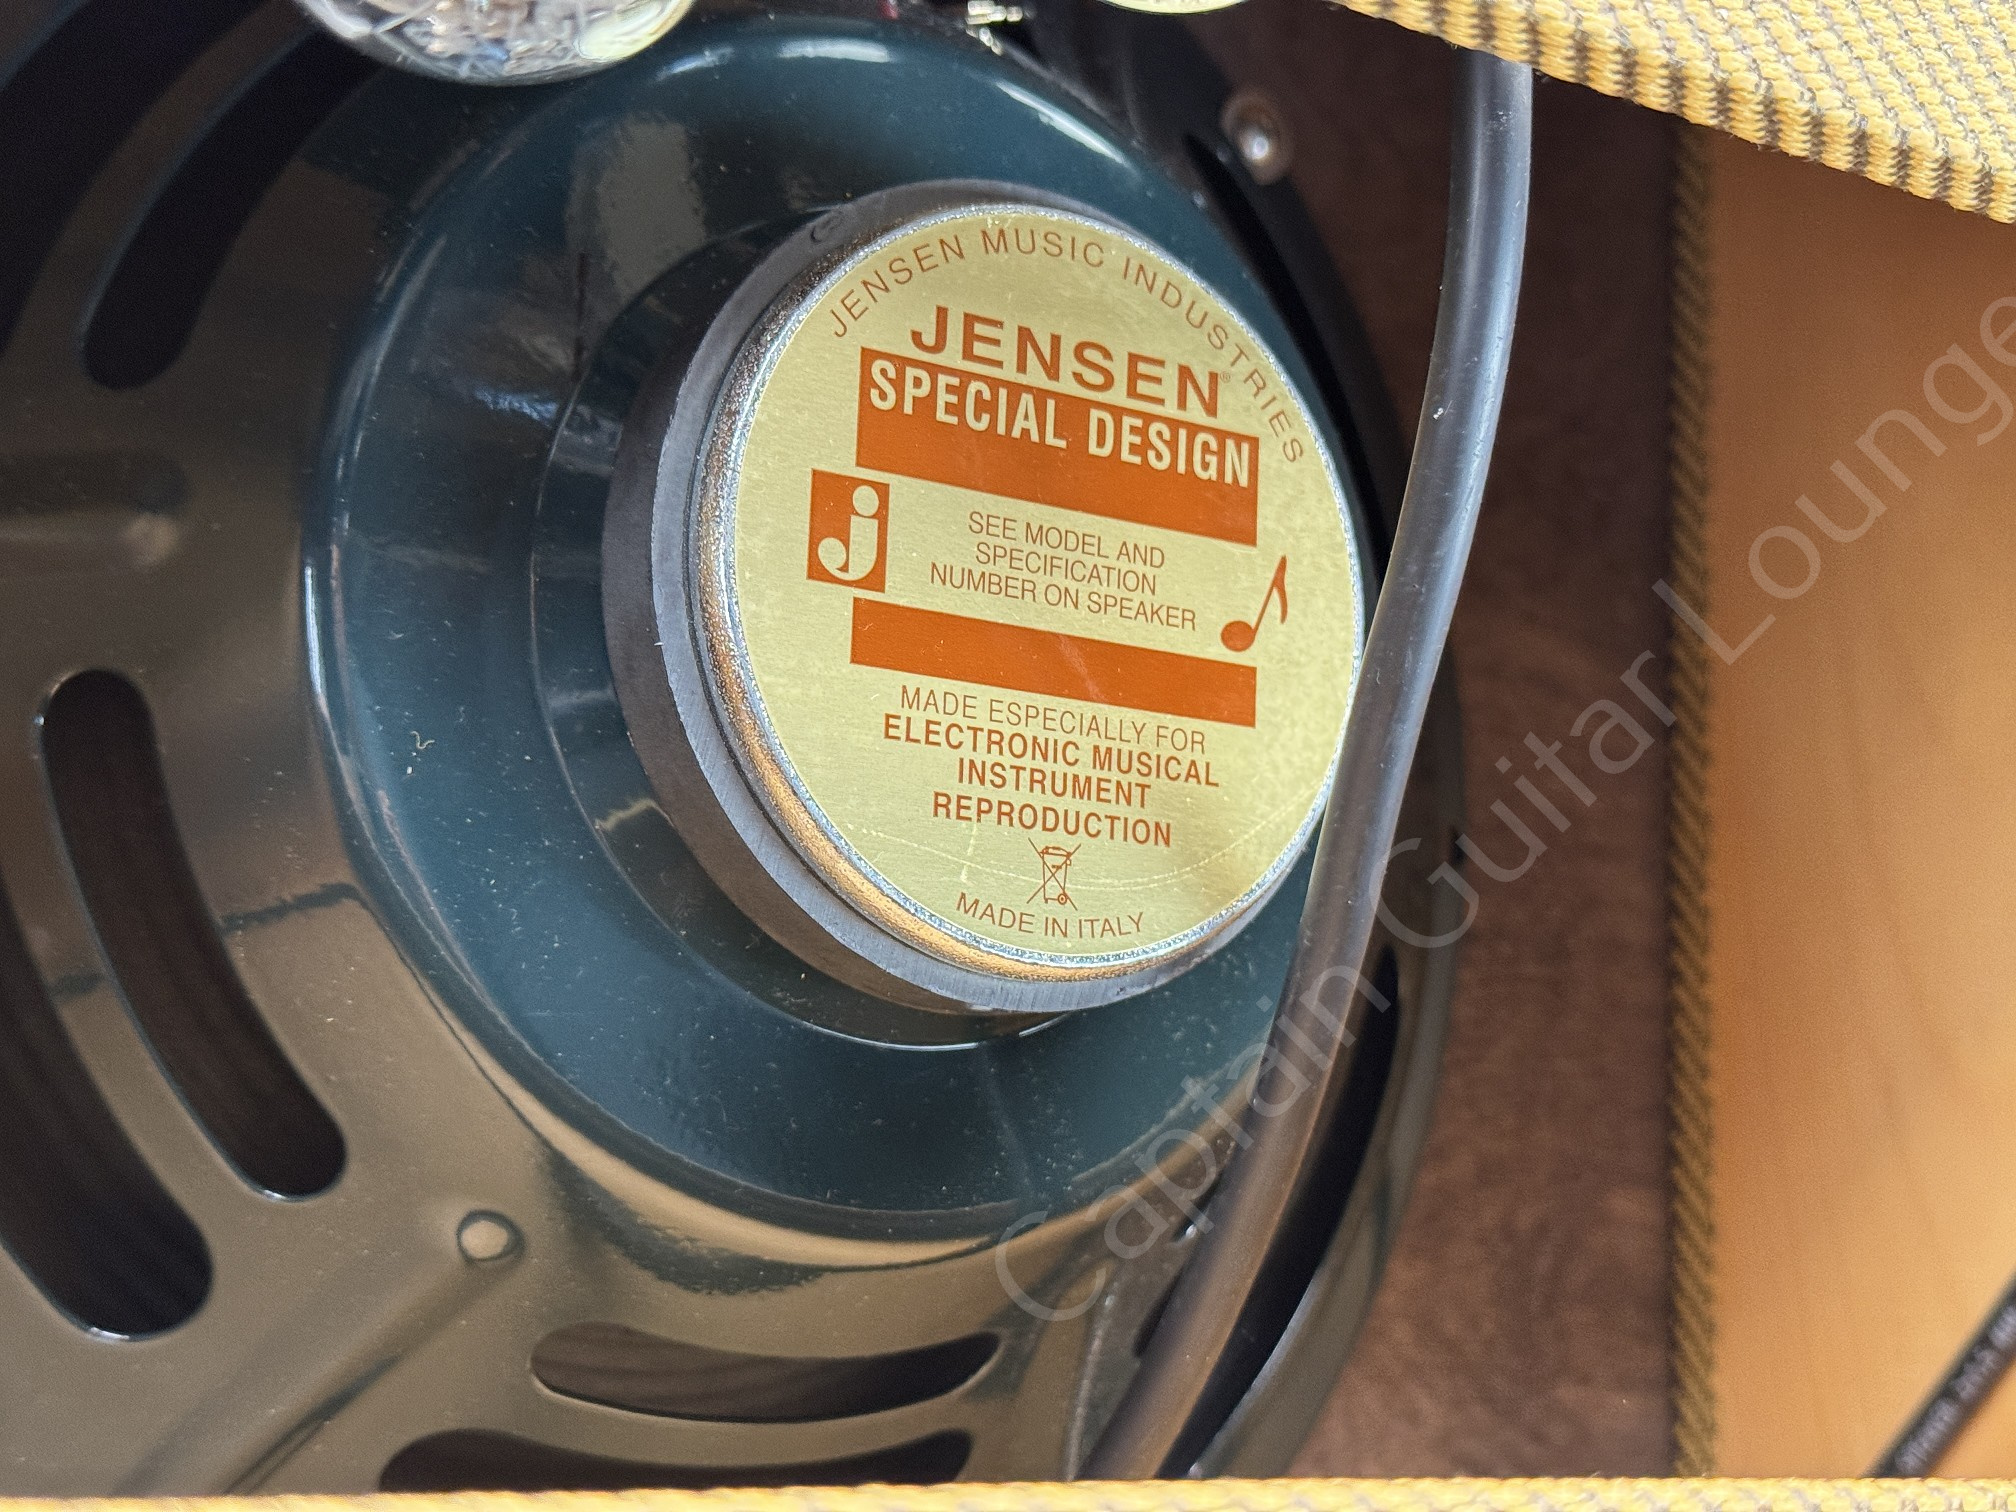 JENSEN MUSIC INDUSTRIES
JENSEN®
SPECIAL DESIGN
j
SEE MODEL AND
SPECIFICATION
NUMBER ON SPEAKER
MADE ESPECIALLY FOR
ELECTRONIC MUSICAL
INSTRUMENT
REPRODUCTION
MADE IN ITALY
Captain Guitar Lounge